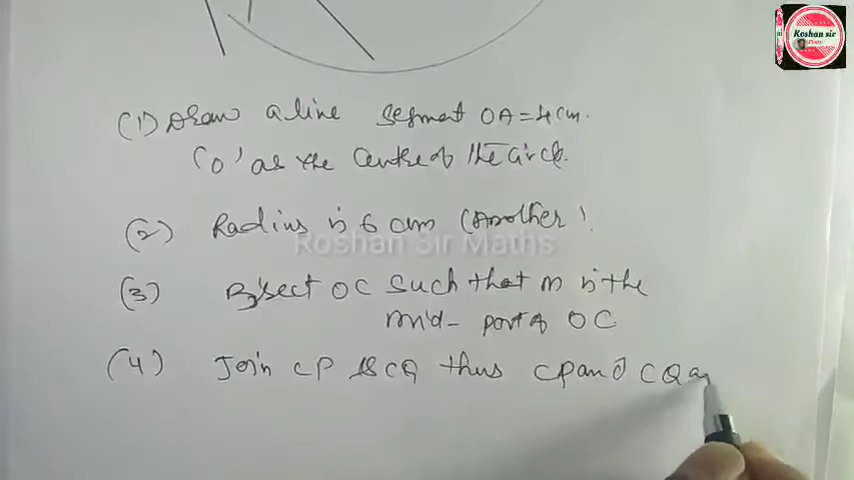 Roshan sir
(1) Draw a line segment OA = 4 cm.
'O' as the Centre of the Circle.
(2) Radius is 6 cm (Another).
Roshan Sir Maths
(3) Bisect OC Such that M is the
mid- point of OC
(4) Join CP & CQ thus CP and CQ a